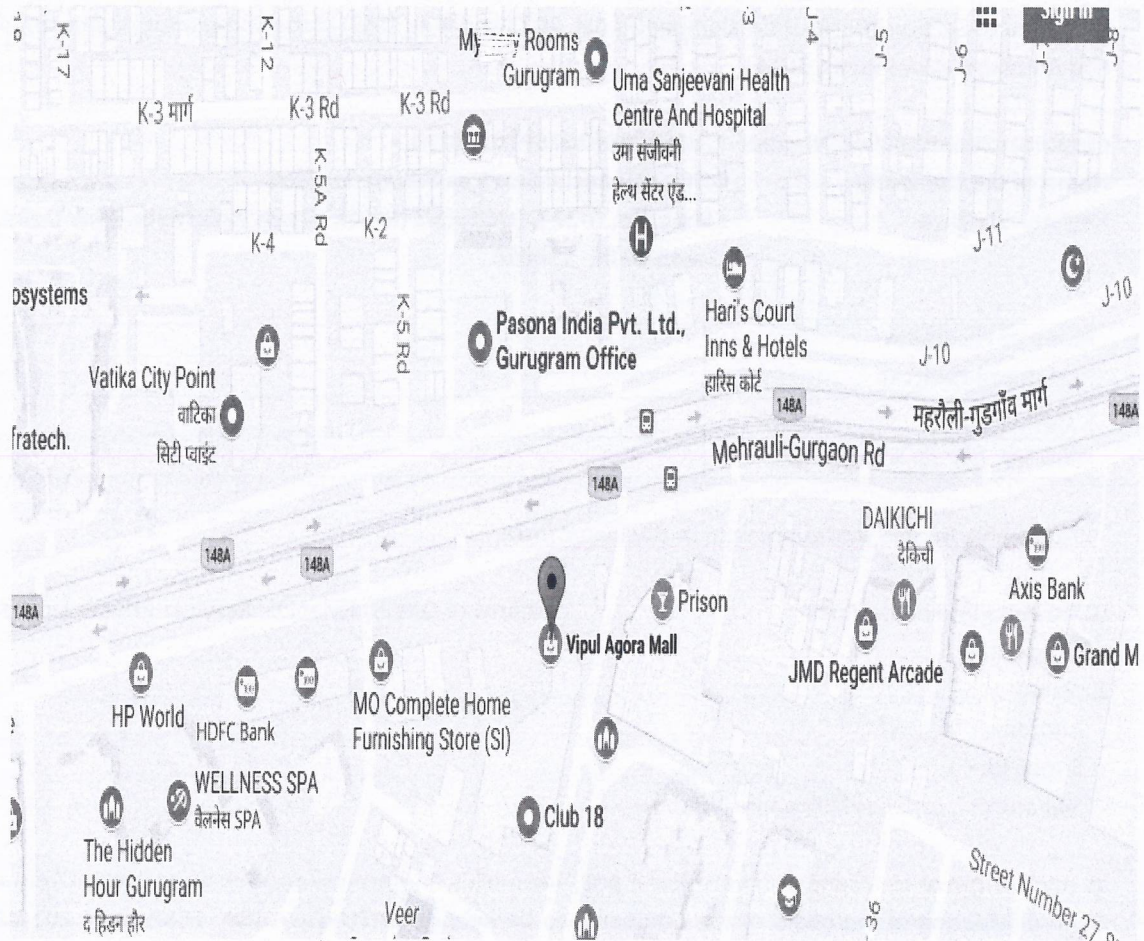 K-17
K-12
J-4
Sign in
My Rooms
Gurugram
Uma Sanjeevani Health
Centre And Hospital
उमा संजीवनी
हेल्थ सेंटर एंड...
K-3 मार्ग
K-3 Rd
K-3 Rd
K-5A Rd
K-4
K-2
J-11
J-10
osystems
K-5 Rd
Pasona India Pvt. Ltd.,
Gurugram Office
Hari's Court
Inns & Hotels
हारिस कोर्ट
J-10
Vatika City Point
वाटिका
सिटी प्वाइंट
fratech.
148A
महरौली-गुडगाँव मार्ग
148A
Mehrauli-Gurgaon Rd
148A
DAIKICHI
दैकिची
148A
148A
148A
Axis Bank
Prison
Vipul Agora Mall
JMD Regent Arcade
Grand M
HP World
HDFC Bank
MO Complete Home
Furnishing Store (SI)
WELLNESS SPA
वैलनेस SPA
Club 18
The Hidden
Hour Gurugram
द हिडन हौर
Veer
Street Number 27